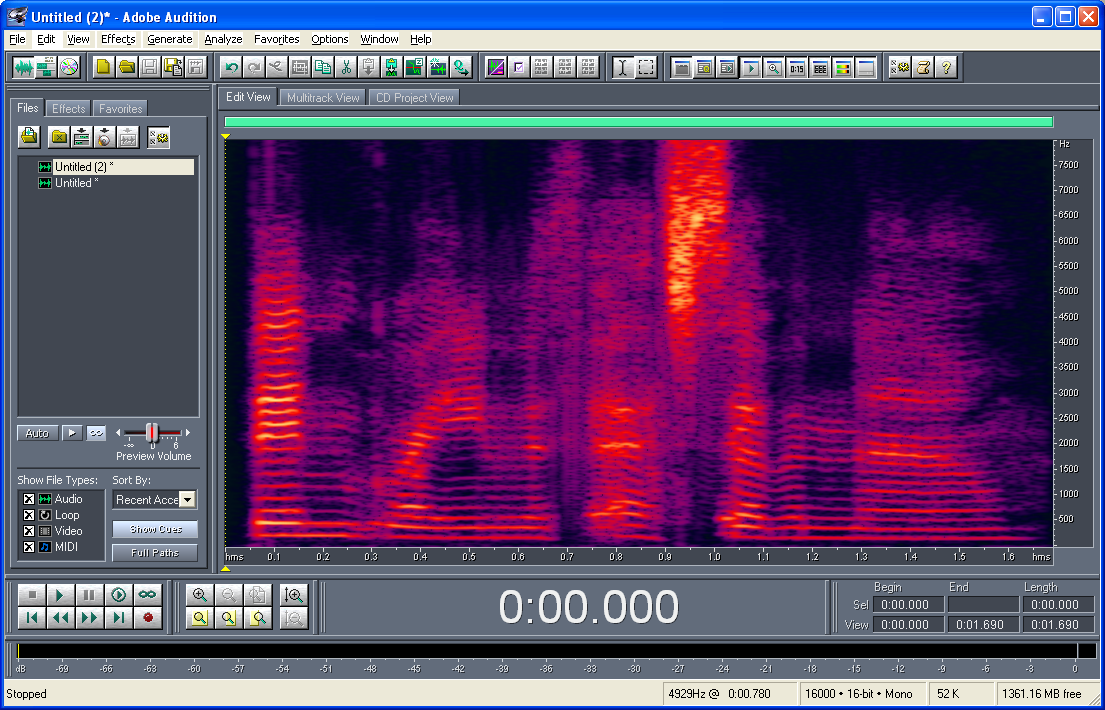 Untitled (2)* - Adobe Audition
File Edit View Effects Generate Analyze Favorites Options Window Help
0:15
Files Effects Favorites
Edit View Multitrack View CD Project View
Untitled (2) *
Untitled *
Hz
7500
7000
6500
6000
5500
5000
4500
4000
3500
3000
2500
2000
1500
1000
500
hms 0.1 0.2 0.3 0.4 0.5 0.6 0.7 0.8 0.9 1.0 1.1 1.2 1.3 1.4 1.5 1.6 hms
Auto
-∞ 0 6
Preview Volume
Show File Types: Sort By:
Audio Recent Acce
Loop
Video Show Cues
MIDI Full Paths
0:00.000
Begin End Length
Sel 0:00.000 0:00.000
View 0:00.000 0:01.690 0:01.690
dB -69 -66 -63 -60 -57 -54 -51 -48 -45 -42 -39 -36 -33 -30 -27 -24 -21 -18 -15 -12 -9 -6 -3 0
Stopped 4929Hz @ 0:00.780 16000 • 16-bit • Mono 52 K 1361.16 MB free